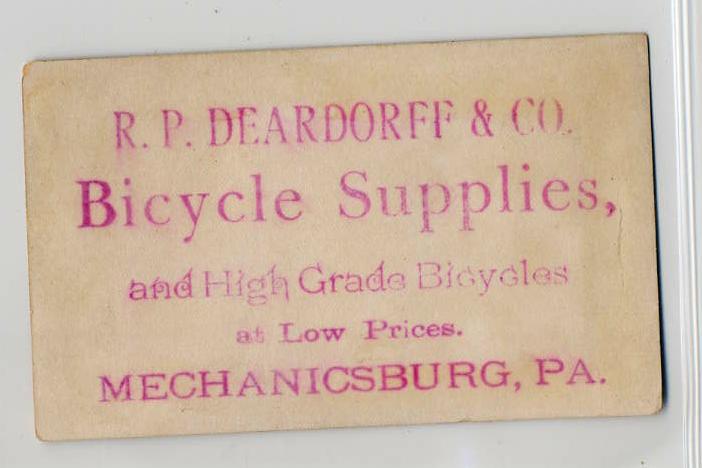 R. P. DEARDORFF & CO.
Bicycle Supplies,
and High Grade Bicycles
at Low Prices.
MECHANICSBURG, PA.